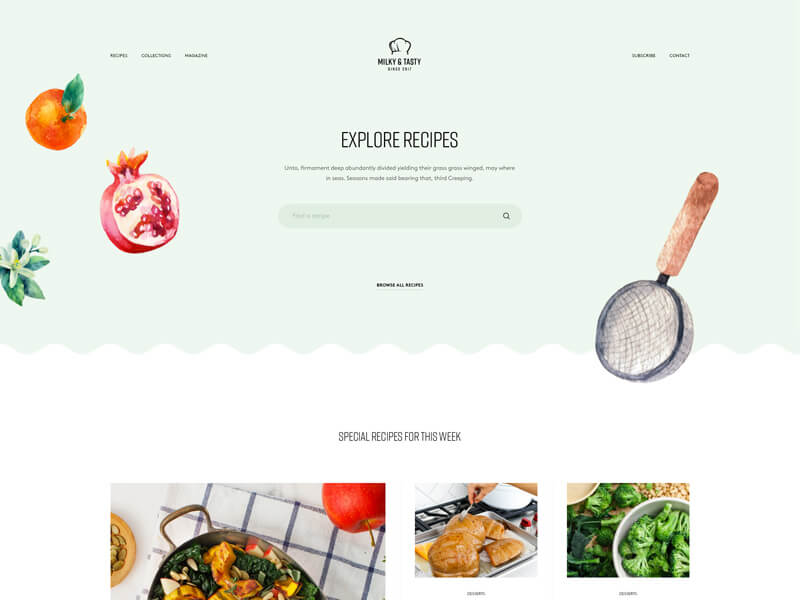 RECIPES
COLLECTIONS
MAGAZINE
MILKY & TASTY
SINCE 2017
SUBSCRIBE
CONTACT
EXPLORE RECIPES
Unto, firmament deep abundantly divided yielding their grass grass winged, may where
in seas. Seasons made said bearing that, third Creeping.
Find a recipe
BROWSE ALL RECIPES
SPECIAL RECIPES FOR THIS WEEK
DESSERTS
DESSERTS